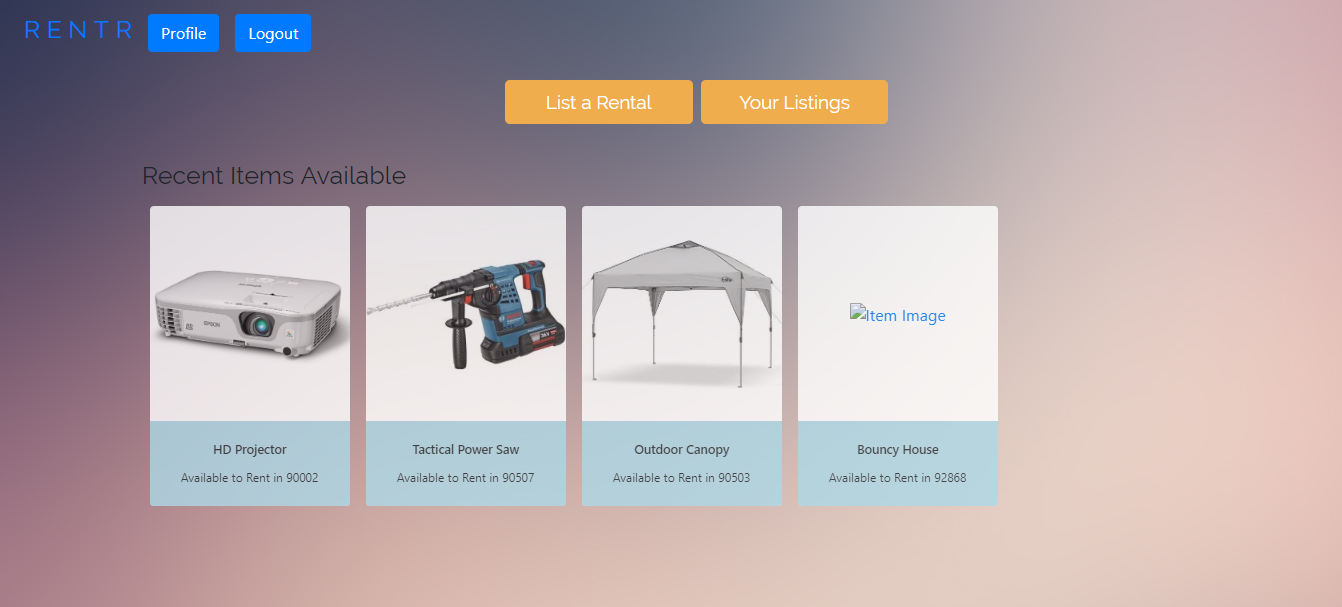 RENTR Profile Logout
List a Rental Your Listings
Recent Items Available
EPSON
Item Image
HD Projector
Available to Rent in 90002
Tactical Power Saw
Available to Rent in 90507
Outdoor Canopy
Available to Rent in 90503
Bouncy House
Available to Rent in 92868